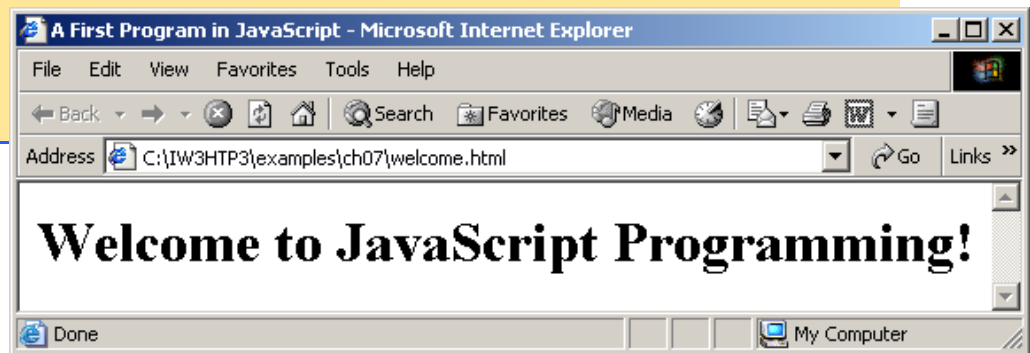 A First Program in JavaScript - Microsoft Internet Explorer
File Edit View Favorites Tools Help
Back Search Favorites Media W
Address C:\IW3HTP3\examples\ch07\welcome.html Go Links »
Welcome to JavaScript Programming!
Done My Computer